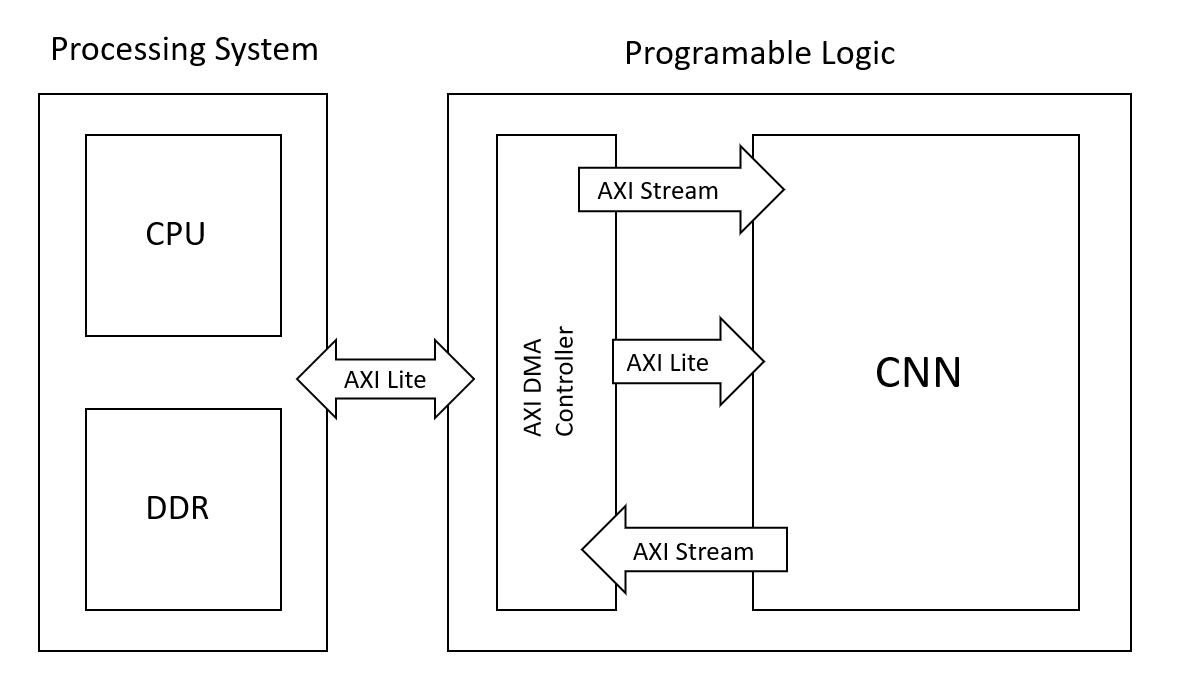 Processing System
Programable Logic
CPU
DDR
AXI Lite
AXI DMA
Controller
AXI Stream
AXI Lite
AXI Stream
CNN